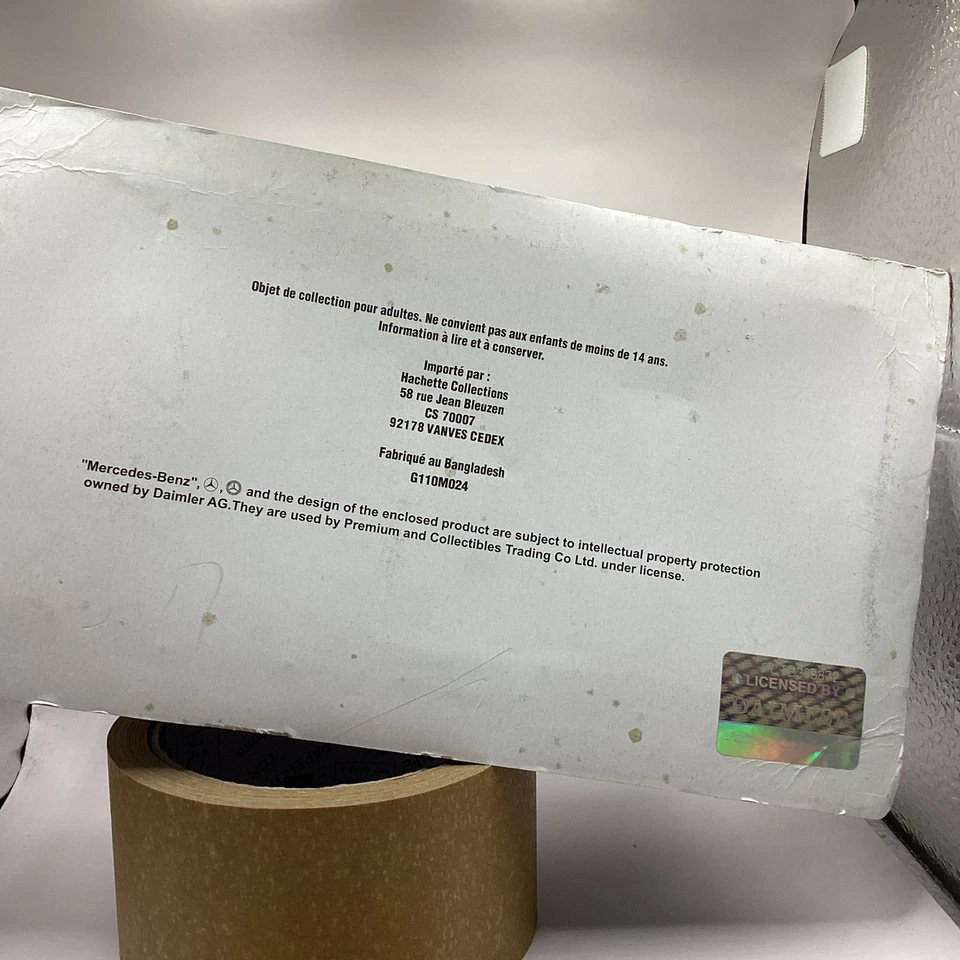 Objet de collection pour adultes. Ne convient pas aux enfants de moins de 14 ans.
Information à lire et à conserver.
Importé par :
Hachette Collections
58 rue Jean Bleuzen
CS 70007
92178 VANVES CEDEX
Fabriqué au Bangladesh
G110M024
"Mercedes-Benz", , and the design of the enclosed product are subject to intellectual property protection
owned by Daimler AG.They are used by Premium and Collectibles Trading Co Ltd. under license.
LICENSED BY
DAIMLER